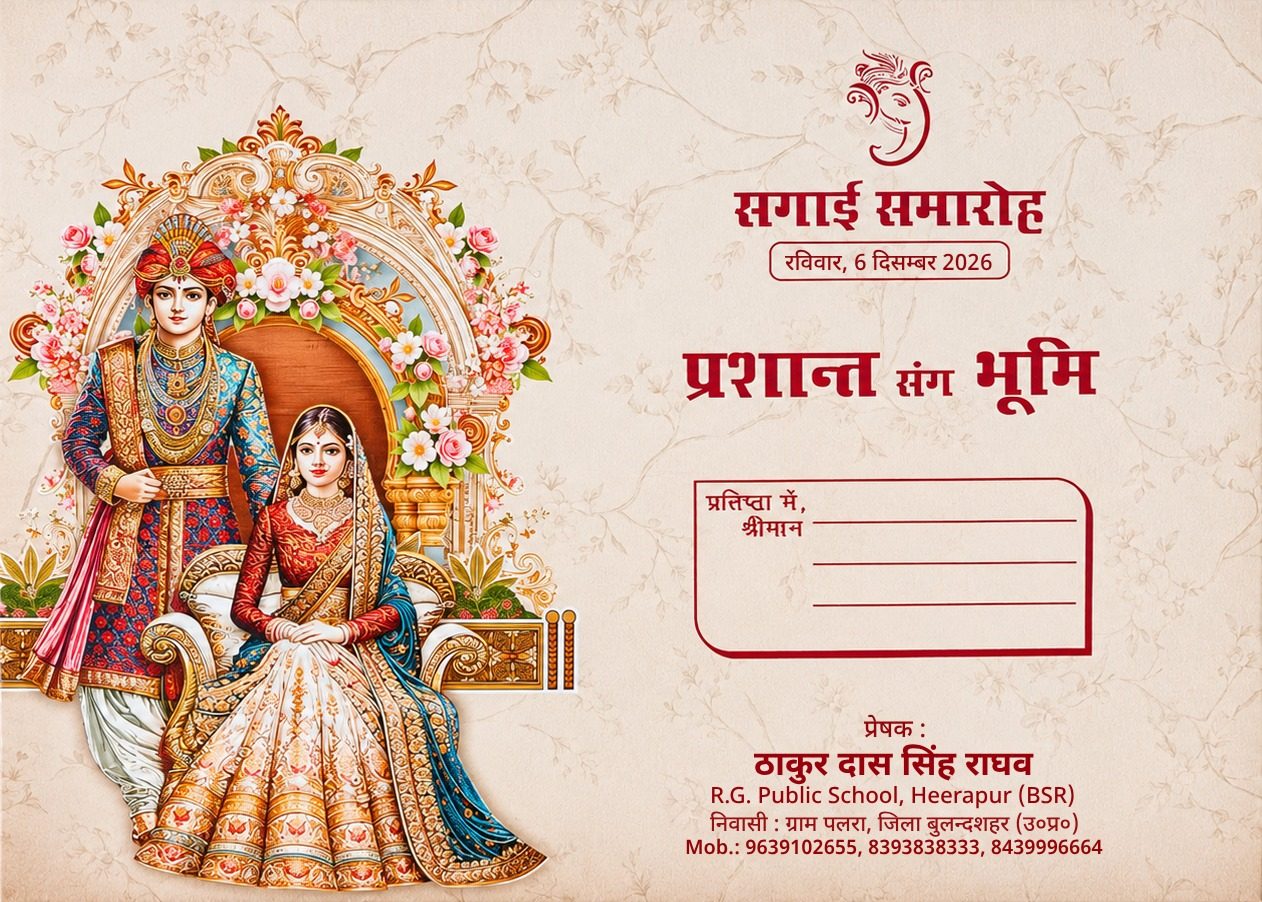 सगाई समारोह
रविवार, 6 दिसम्बर 2026
प्रशान्त संग भूमि
प्रतिष्ठा में,
श्रीमान
प्रेषक :
ठाकुर दास सिंह राघव
R.G. Public School, Heerapur (BSR)
निवासी : ग्राम पलरा, जिला बुलन्दशहर (उ०प्र०)
Mob.: 9639102655, 8393838333, 8439996664